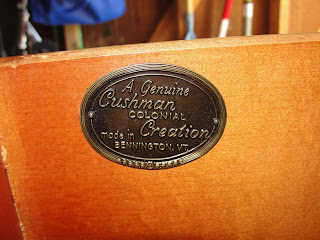 A Genuine
Cushman
COLONIAL
made in Creation
BENNINGTON, VT.